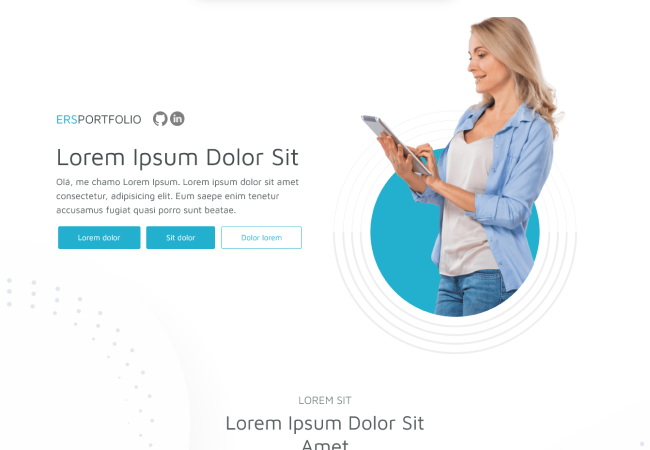 ERSPORTFOLIO
Lorem Ipsum Dolor Sit
Olá, me chamo Lorem Ipsum. Lorem ipsum dolor sit amet
consectetur, adipisicing elit. Eum saepe enim tenetur
accusamus fugiat quasi porro sunt beatae.
Lorem dolor Sit dolor Dolor lorem
LOREM SIT
Lorem Ipsum Dolor Sit
Amet